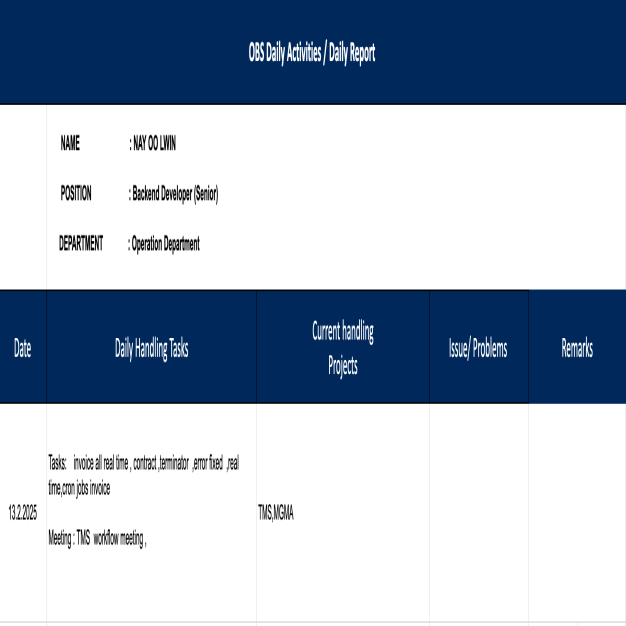 OBS Daily Activities / Daily Report
NAME : NAY OO LWIN
POSITION : Backend Developer (Senior)
DEPARTMENT : Operation Department
Date
Daily Handling Tasks
Current handling
Projects
Issue/ Problems
Remarks
13.2.2025
Tasks: invoice all real time , contract ,terminator ,error fixed ,real
time,cron jobs invoice
Meeting : TMS workflow meeting ,
TMS,MGMA